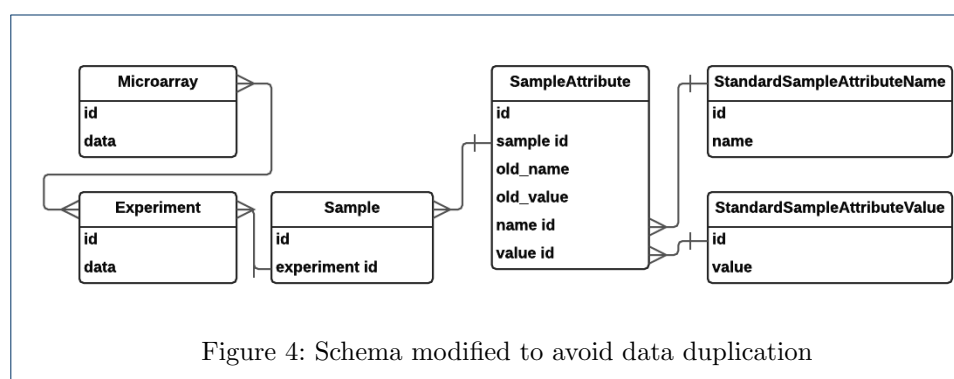 Microarray
id
data
Experiment
id
data
Sample
id
experiment id
SampleAttribute
id
sample id
old_name
old_value
name id
value id
StandardSampleAttributeName
id
name
StandardSampleAttributeValue
id
value
Figure 4: Schema modified to avoid data duplication